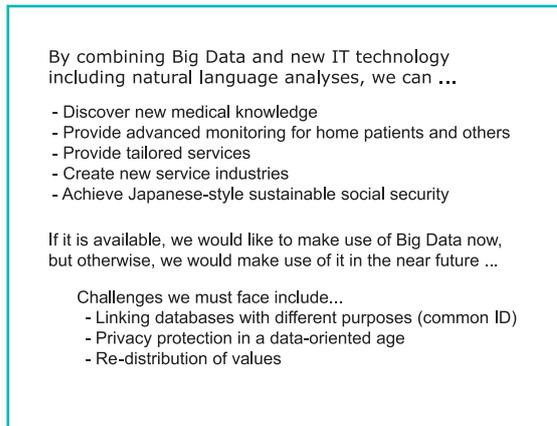 By combining Big Data and new IT technology
including natural language analyses, we can ...
- Discover new medical knowledge
- Provide advanced monitoring for home patients and others
- Provide tailored services
- Create new service industries
- Achieve Japanese-style sustainable social security
If it is available, we would like to make use of Big Data now,
but otherwise, we would make use of it in the near future ...
Challenges we must face include...
- Linking databases with different purposes (common ID)
- Privacy protection in a data-oriented age
- Re-distribution of values